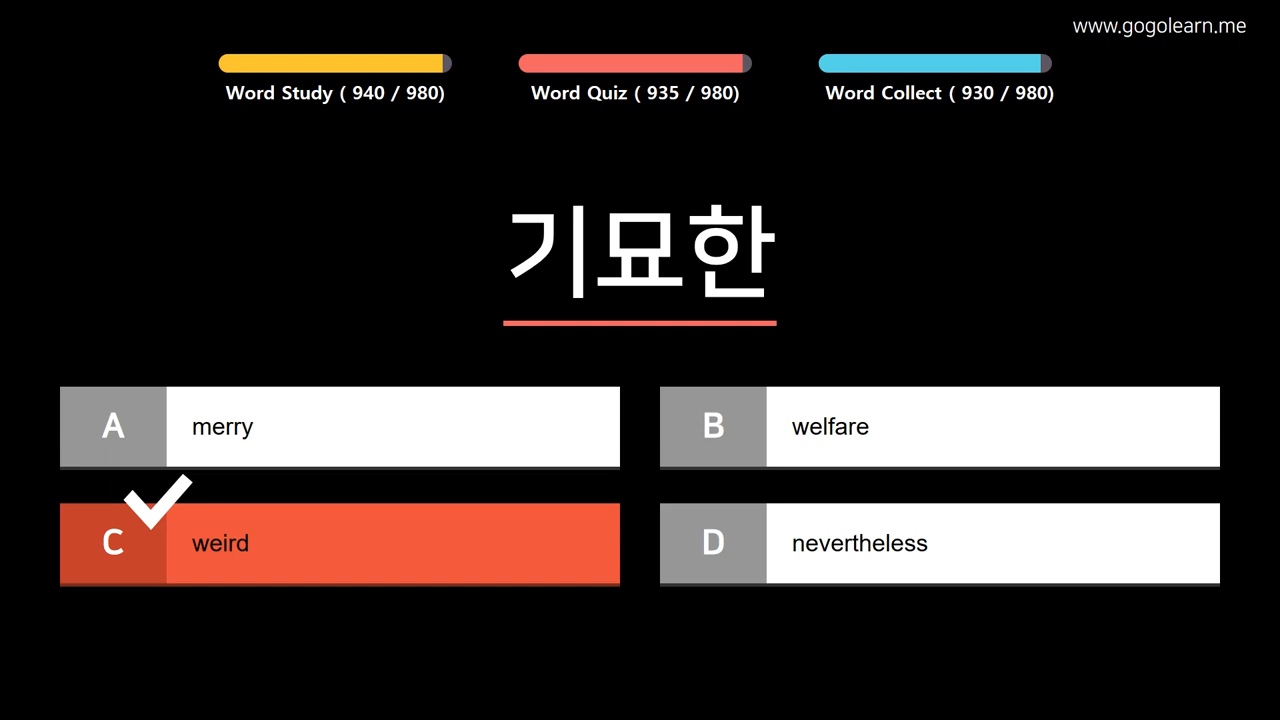 www.gogolearn.me
Word Study ( 940 / 980)
Word Quiz ( 935 / 980)
Word Collect ( 930 / 980)
기묘한
A merry
B welfare
C weird
D nevertheless